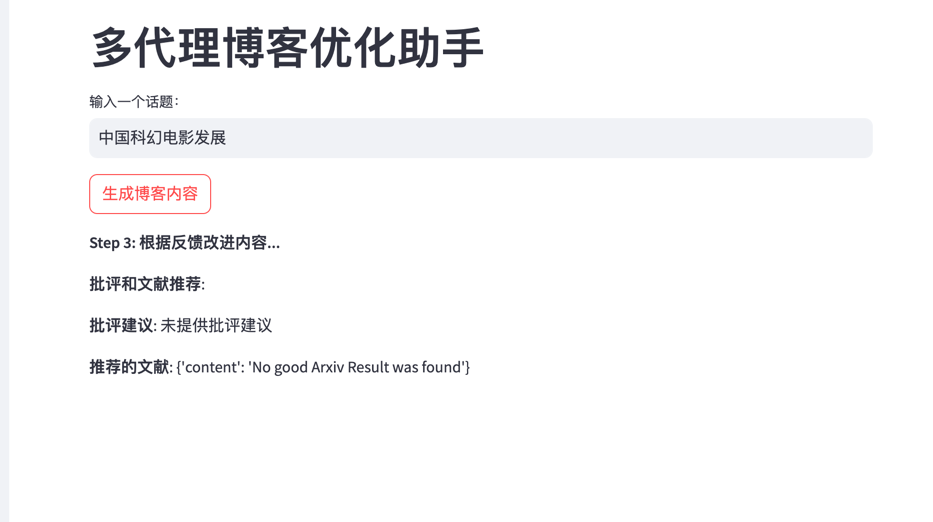 多代理博客优化助手
输入一个话题：
中国科幻电影发展
生成博客内容
Step 3: 根据反馈改进内容...
批评和文献推荐:
批评建议: 未提供批评建议
推荐的文献: {'content': 'No good Arxiv Result was found'}